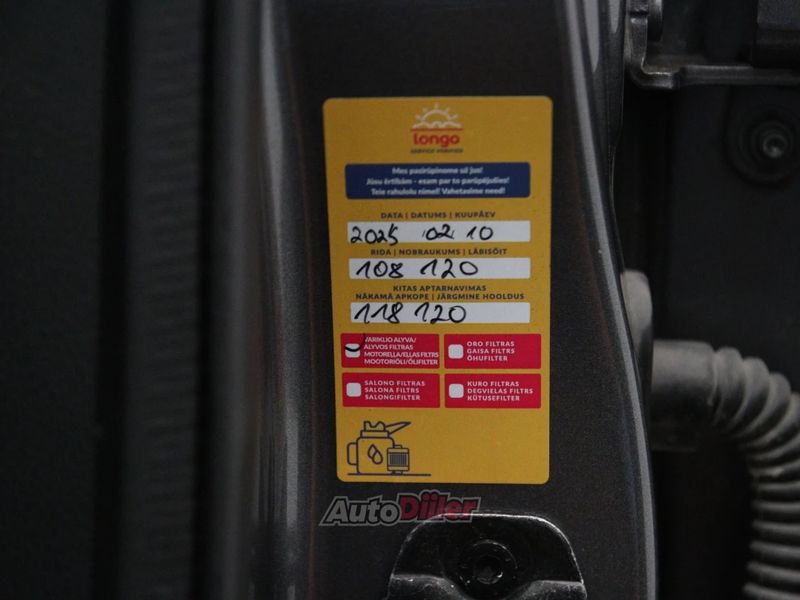 longo
SERVICE PARTNER
Mes pasirūpinome si̇̄ jus!
Jūsu ērtībām - esam par to parūpējušies!
Teie rahulolu nimel! Vahetasime need!
DATA | DATUMS | KUUPÄEV
2025 02 10
RIDA | NOBRAUKUMS | LÄBISÕIT
108 120
KITAS APTARNAVIMAS
NĀKAMĀ APKOPE | JÄRGMINE HOOLDUS
118 120
VARIKLIO ALYVA/
ALYVOS FILTRAS
MOTORELLA/ELLAS FILTRS
MOOTORIÕLI/ÕLIFILTER
ORO FILTRAS
GAISA FILTRS
ÕHUFILTER
SALONO FILTRAS
SALONA FILTRS
SALONGIFILTER
KURO FILTRAS
DEGVIELAS FILTRS
KÜTUSEFILTER
AutoDiiler